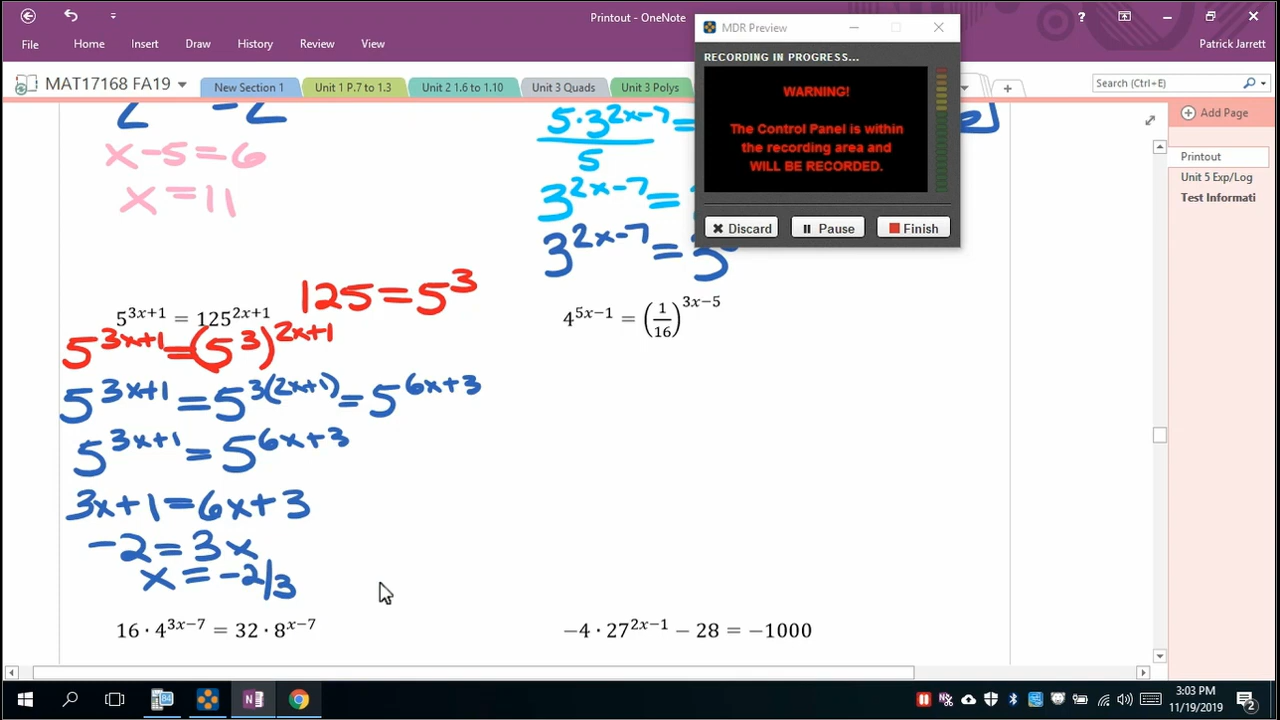 Printout - OneNote
MDR Preview
?
File
Home
Insert
Draw
History
Review
View
Patrick Jarrett
RECORDING IN PROGRESS...
WARNING!
The Control Panel is within
the recording area and
WILL BE RECORDED.
Discard
Pause
Finish
MAT17168 FA19
New Section 1
Unit 1 P.7 to 1.3
Unit 2 1.6 to 1.10
Unit 3 Quads
Unit 3 Polys
+
Search (Ctrl+E)
Add Page
Printout
Unit 5 Exp/Log
Test Informati
x-5=6
x=11
5·3^{2x-7}=
5
3^{2x-7}=
3^{2x-7}=3
125=5^3
5^{3x+1} = 125^{2x+1}
5^{3x+1}=(5^3)^{2x+1}
5^{3x+1}=5^{3(2x+1)}=5^{6x+3}
5^{3x+1}=5^{6x+3}
3x+1=6x+3
-2=3x
x=-2/3
4^{5x-1} = (1/16)^{3x-5}
16 · 4^{3x-7} = 32 · 8^{x-7}
-4 · 27^{2x-1} - 28 = -1000
3:03 PM
11/19/2019
2